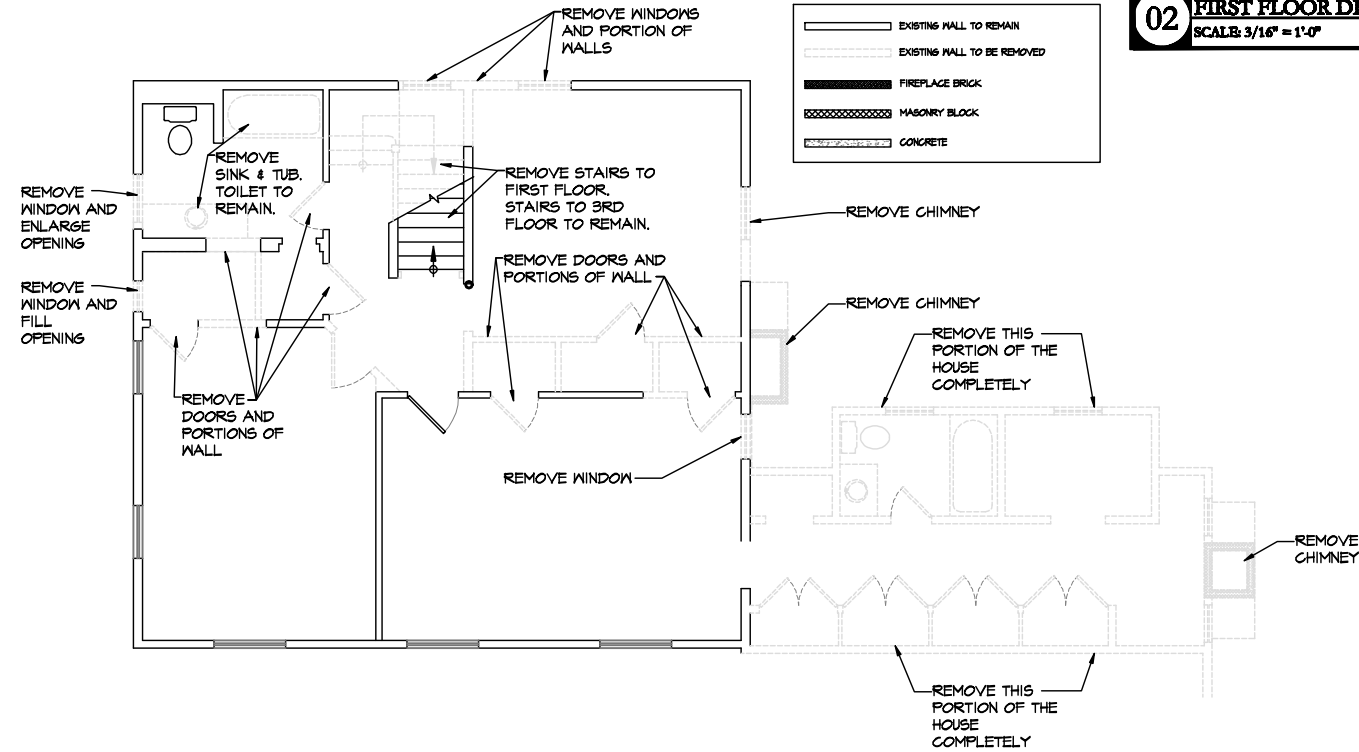 REMOVE WINDOWS
AND PORTION OF
WALLS
EXISTING WALL TO REMAIN
EXISTING WALL TO BE REMOVED
FIREPLACE BRICK
MASONRY BLOCK
CONCRETE
02
FIRST FLOOR DE
SCALE: 3/16" = 1'-0"
REMOVE
SINK & TUB.
TOILET TO
REMAIN.
REMOVE STAIRS TO
FIRST FLOOR.
STAIRS TO 3RD
FLOOR TO REMAIN.
REMOVE
WINDOW AND
ENLARGE
OPENING
REMOVE CHIMNEY
REMOVE DOORS AND
PORTIONS OF WALL
REMOVE
WINDOW AND
FILL
OPENING
REMOVE CHIMNEY
REMOVE THIS
PORTION OF THE
HOUSE
COMPLETELY
REMOVE
DOORS AND
PORTIONS OF
WALL
REMOVE WINDOW
REMOVE
CHIMNEY
REMOVE THIS
PORTION OF THE
HOUSE
COMPLETELY